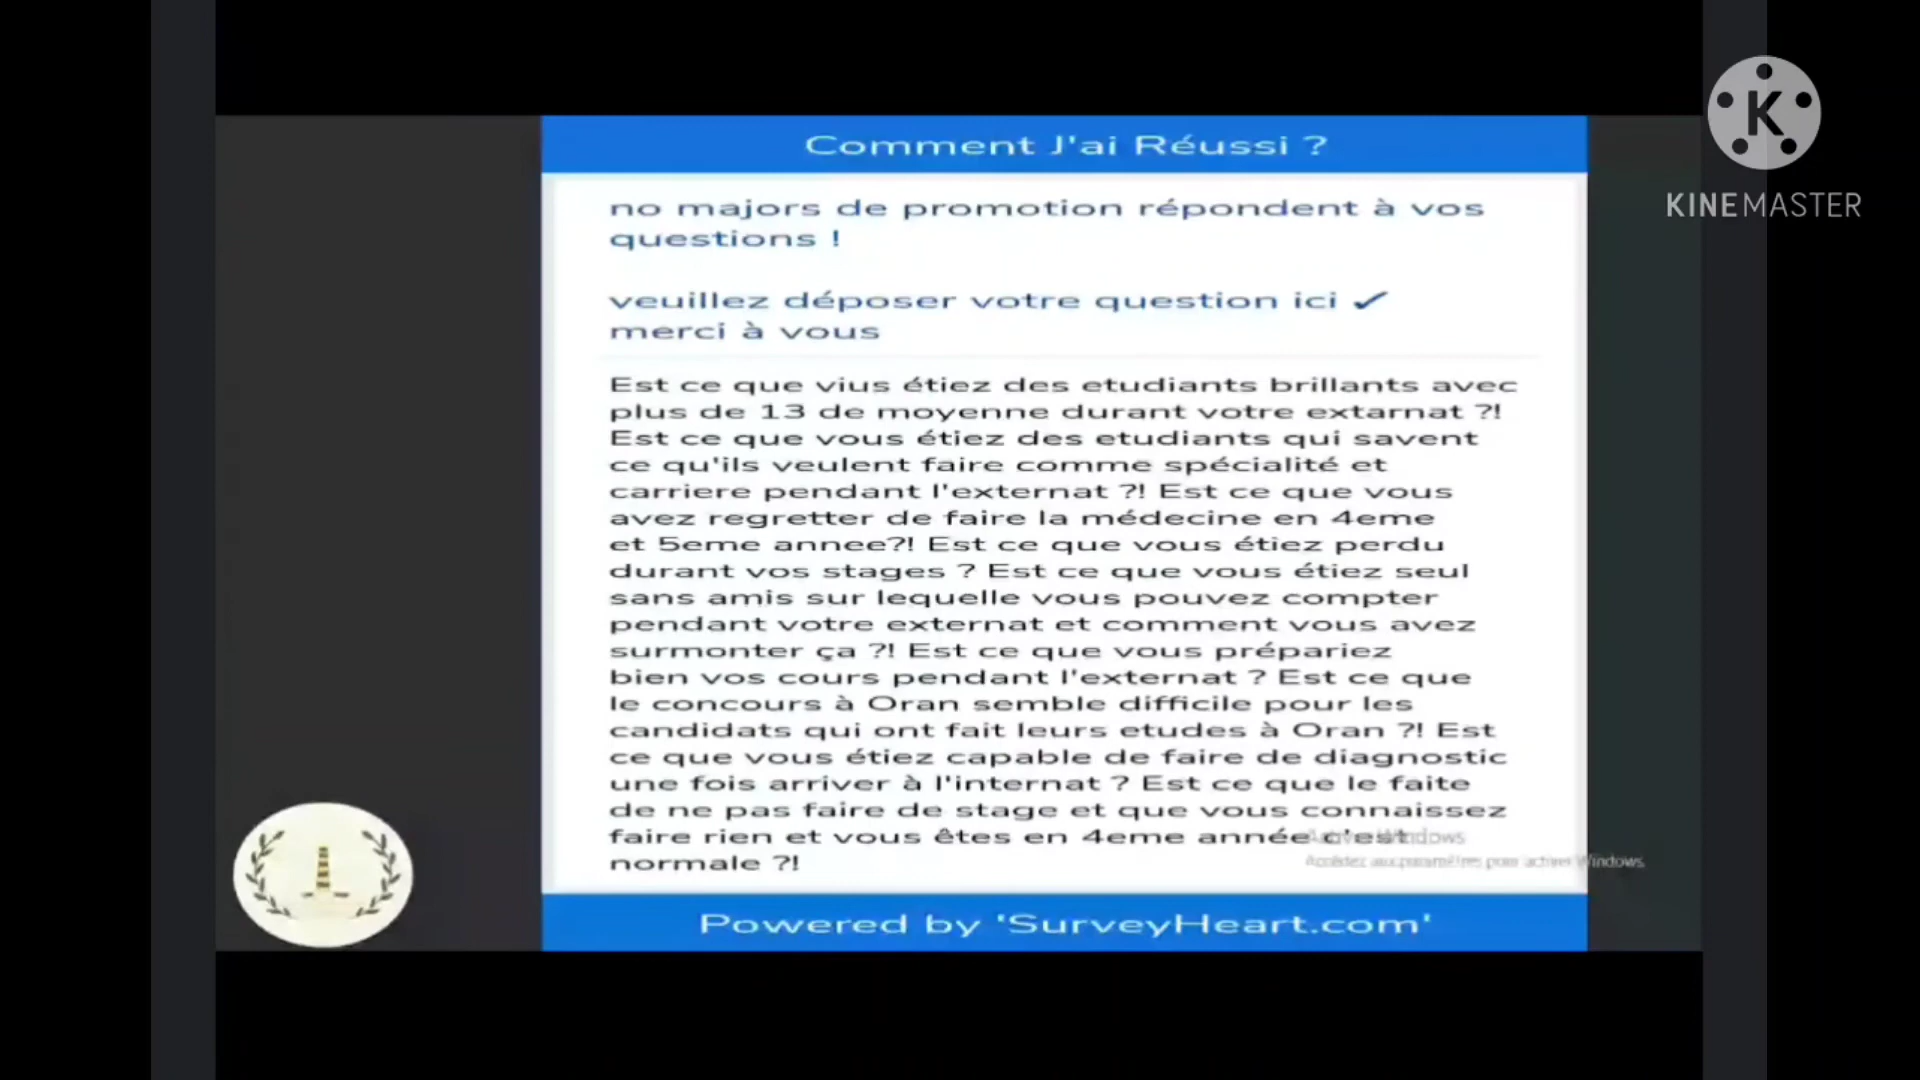 Comment J'ai Réussi ?
K
KINEMASTER
no majors de promotion répondent à vos
questions !
veuillez déposer votre question ici ✓
merci à vous
Est ce que vius étiez des etudiants brillants avec
plus de 13 de moyenne durant votre extarnat ?!
Est ce que vous étiez des etudiants qui savent
ce qu'ils veulent faire comme spécialité et
carriere pendant l'externat ?! Est ce que vous
avez regretter de faire la médecine en 4eme
et 5eme annee?! Est ce que vous étiez perdu
durant vos stages ? Est ce que vous étiez seul
sans amis sur lequelle vous pouvez compter
pendant votre externat et comment vous avez
surmonter ça ?! Est ce que vous prépariez
bien vos cours pendant l'externat ? Est ce que
le concours à Oran semble difficile pour les
candidats qui ont fait leurs etudes à Oran ?! Est
ce que vous étiez capable de faire de diagnostic
une fois arriver à l'internat ? Est ce que le faite
de ne pas faire de stage et que vous connaissez
faire rien et vous êtes en 4eme année c'est
normale ?!
Activer Windows
Accédez aux paramètres pour activer Windows.
Powered by 'SurveyHeart.com'